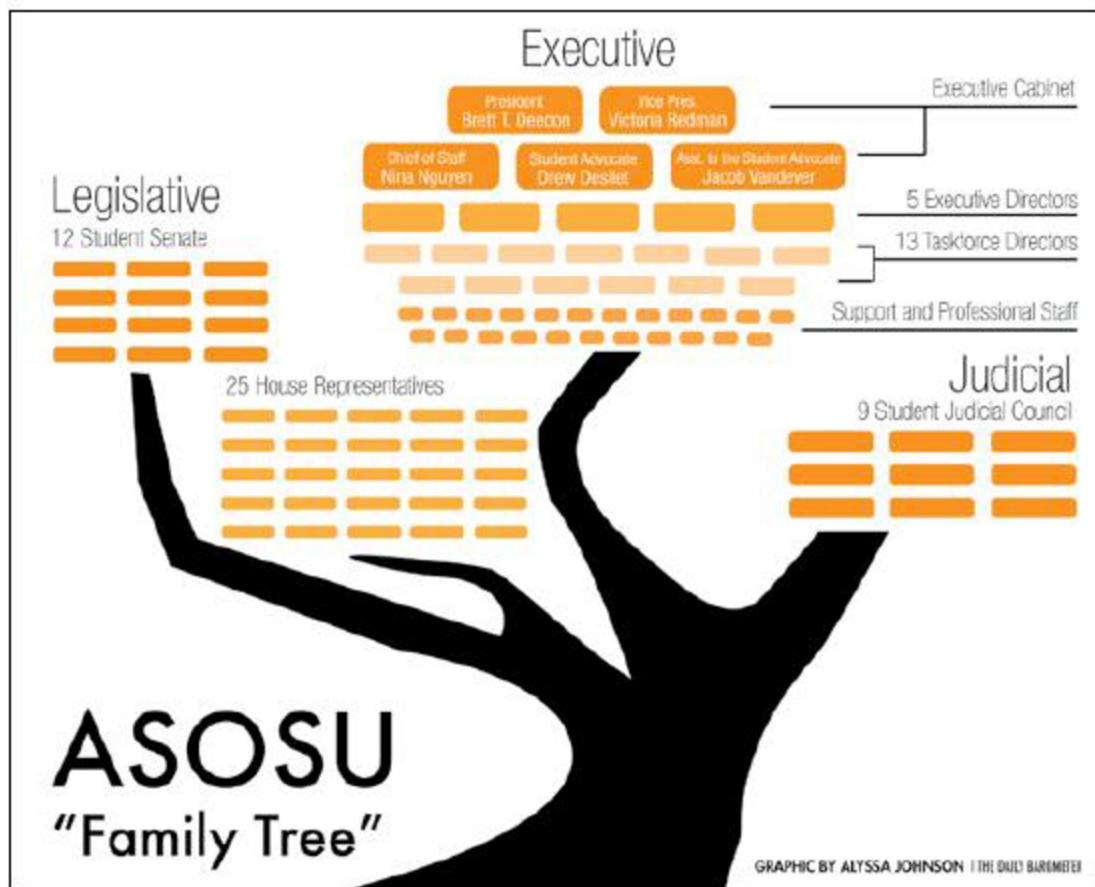 Executive
President
Brett T. Deedon
Vice Pres.
Victoria Redman
Executive Cabinet
Chief of Staff
Nina Nguyen
Student Advocate
Drew Desilet
Asst. to the Student Advocate
Jacob Vandever
5 Executive Directors
13 Taskforce Directors
Support and Professional Staff
Legislative
12 Student Senate
25 House Representatives
Judicial
9 Student Judicial Council
ASOSU
"Family Tree"
GRAPHIC BY ALYSSA JOHNSON | THE DAILY BAROMETER